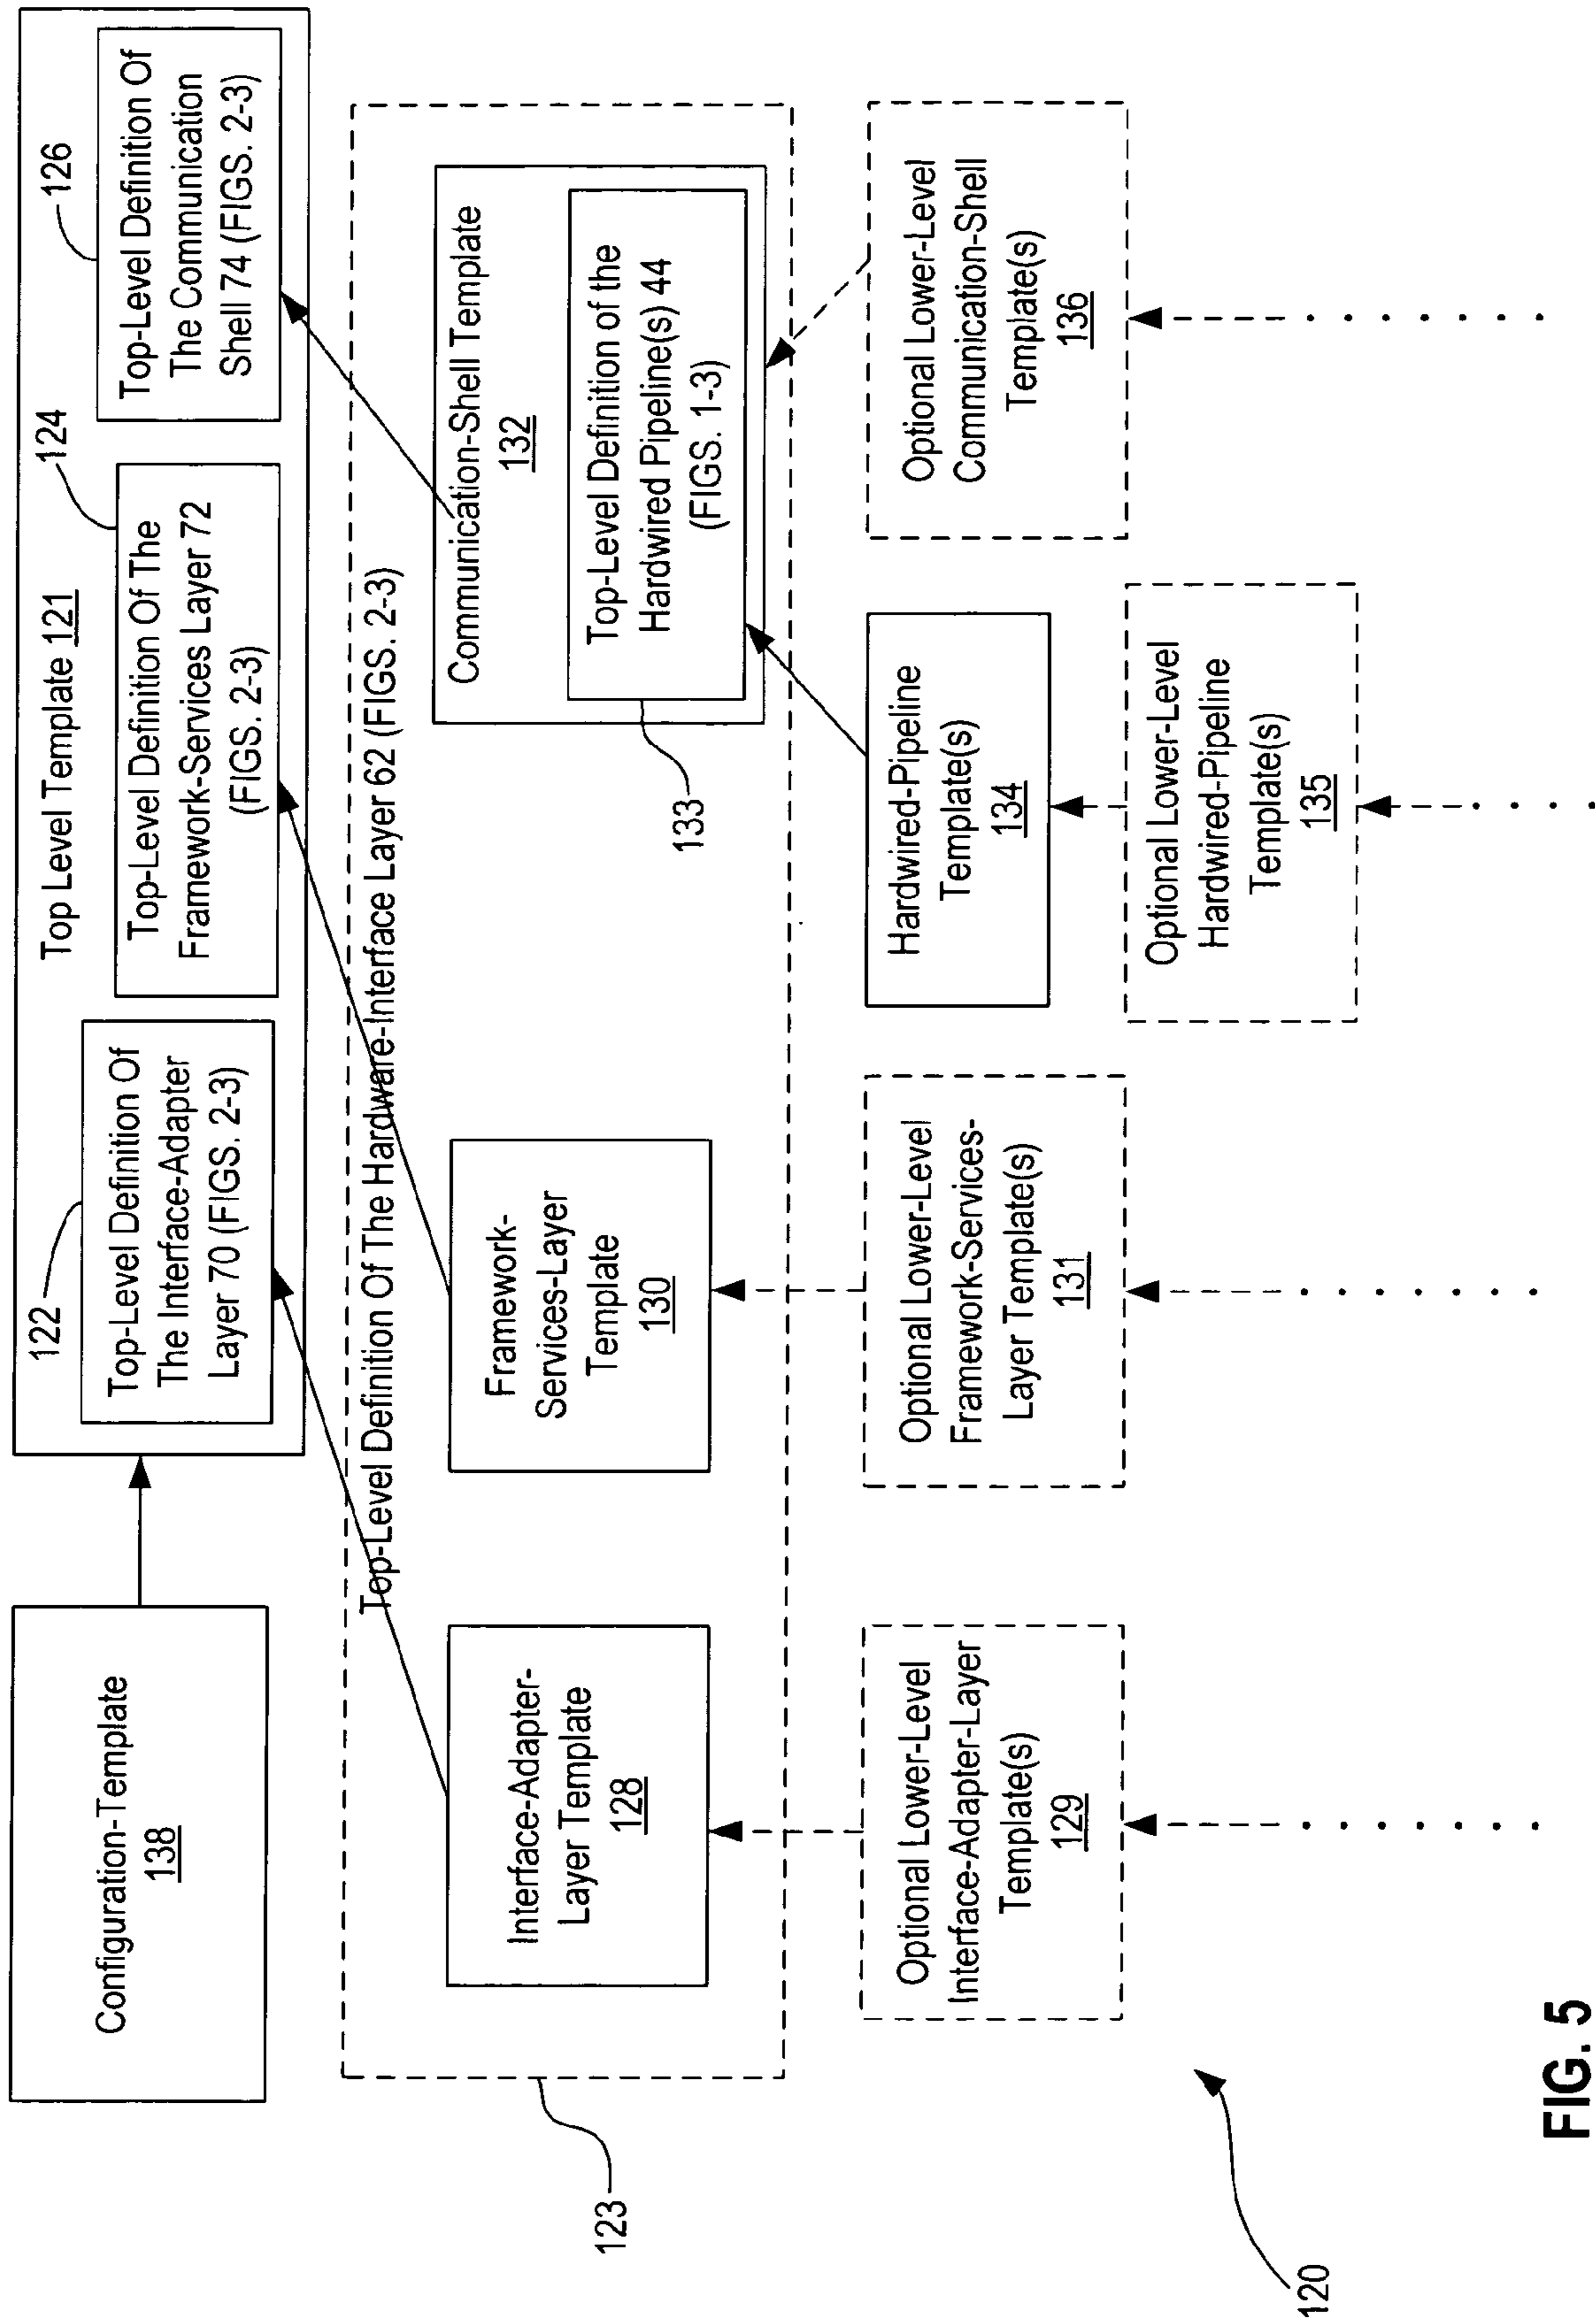 Configuration-Template
138
Top Level Template 121
122
Top-Level Definition Of
The Interface-Adapter
Layer 70 (FIGS. 2-3)
124
Top-Level Definition Of The
Framework-Services Layer 72
(FIGS. 2-3)
126
Top-Level Definition Of
The Communication
Shell 74 (FIGS. 2-3)
Top-Level Definition Of The Hardware-Interface Layer 62 (FIGS. 2-3)
123
Interface-Adapter-
Layer Template
128
Framework-
Services-Layer
Template
130
Communication-Shell Template
132
Top-Level Definition of the
Hardwired Pipeline(s) 44
(FIGS. 1-3)
133
Optional Lower-Level
Interface-Adapter-Layer
Template(s)
129
Optional Lower-Level
Framework-Services-
Layer Template(s)
131
Hardwired-Pipeline
Template(s)
134
Optional Lower-Level
Communication-Shell
Template(s)
136
Optional Lower-Level
Hardwired-Pipeline
Template(s)
135
120
FIG. 5